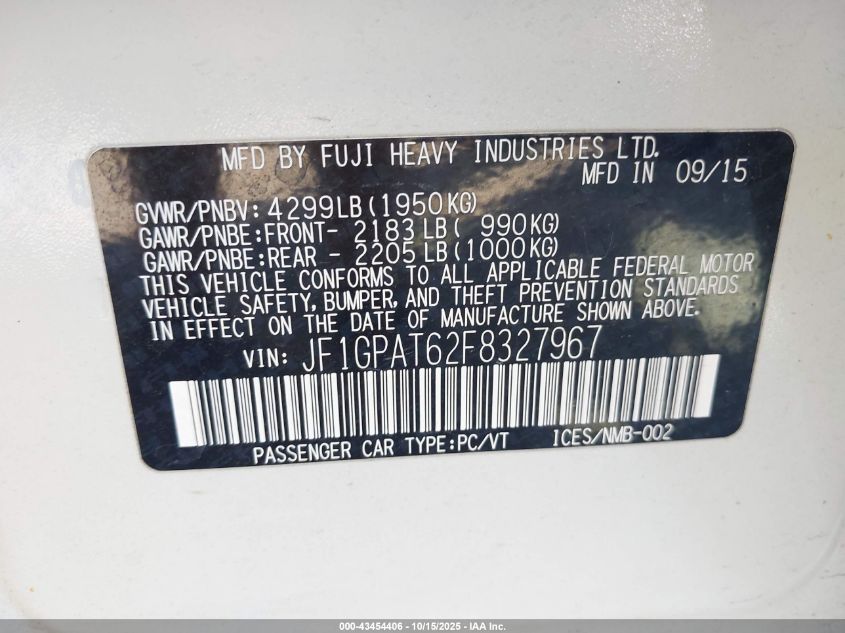 MFD BY FUJI HEAVY INDUSTRIES LTD.
MFD IN 09/15
GVWR/PNBV: 4299LB(1950KG)
GAWR/PNBE:FRONT- 2183LB( 990KG)
GAWR/PNBE:REAR - 2205LB(1000KG)
THIS VEHICLE CONFORMS TO ALL APPLICABLE FEDERAL MOTOR
VEHICLE SAFETY, BUMPER, AND THEFT PREVENTION STANDARDS
IN EFFECT ON THE DATE OF MANUFACTURE SHOWN ABOVE.
VIN: JF1GPAT62F8327967
PASSENGER CAR TYPE:PC/VT ICES/NMB-002
000-43454406 - 10/15/2025 - IAA Inc.